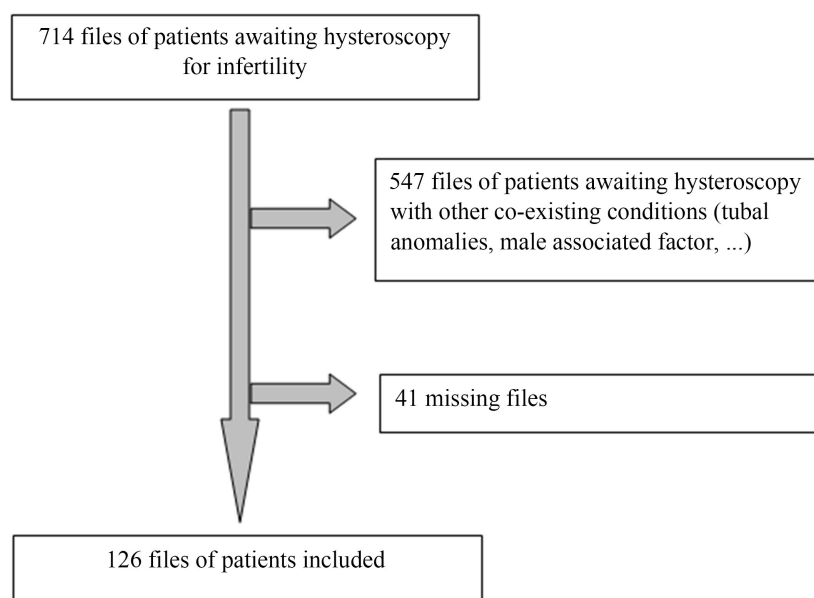 714 files of patients awaiting hysteroscopy
for infertility
547 files of patients awaiting hysteroscopy
with other co-existing conditions (tubal
anomalies, male associated factor, ...)
41 missing files
126 files of patients included